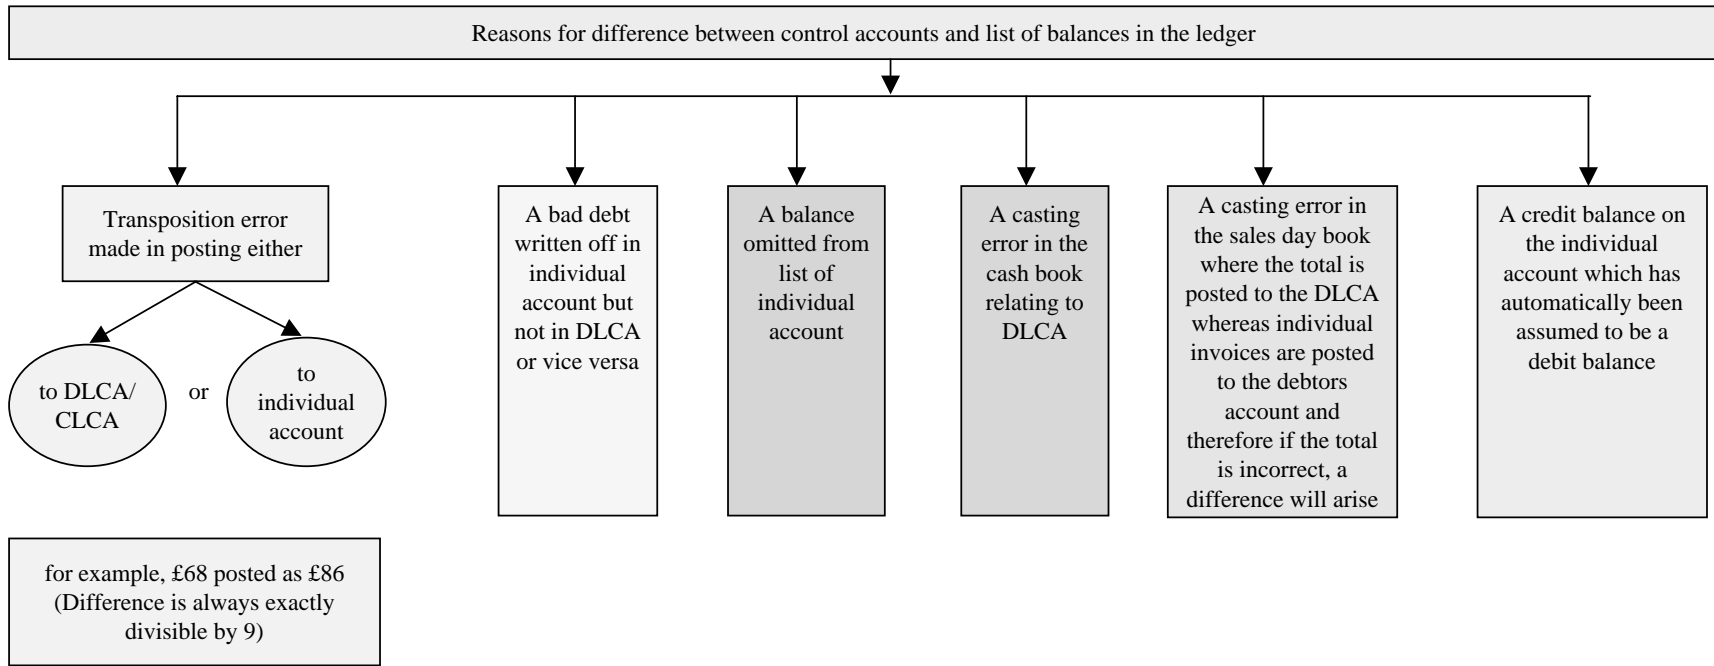 Reasons for difference between control accounts and list of balances in the ledger
Transposition error
made in posting either
to DLCA/
CLCA
or
to
individual
account
for example, £68 posted as £86
(Difference is always exactly
divisible by 9)
A bad debt
written off in
individual
account but
not in DLCA
or vice versa
A balance
omitted from
list of
individual
account
A casting
error in the
cash book
relating to
DLCA
A casting error in
the sales day book
where the total is
posted to the DLCA
whereas individual
invoices are posted
to the debtors
account and
therefore if the total
is incorrect, a
difference will arise
A credit balance on
the individual
account which has
automatically been
assumed to be a
debit balance